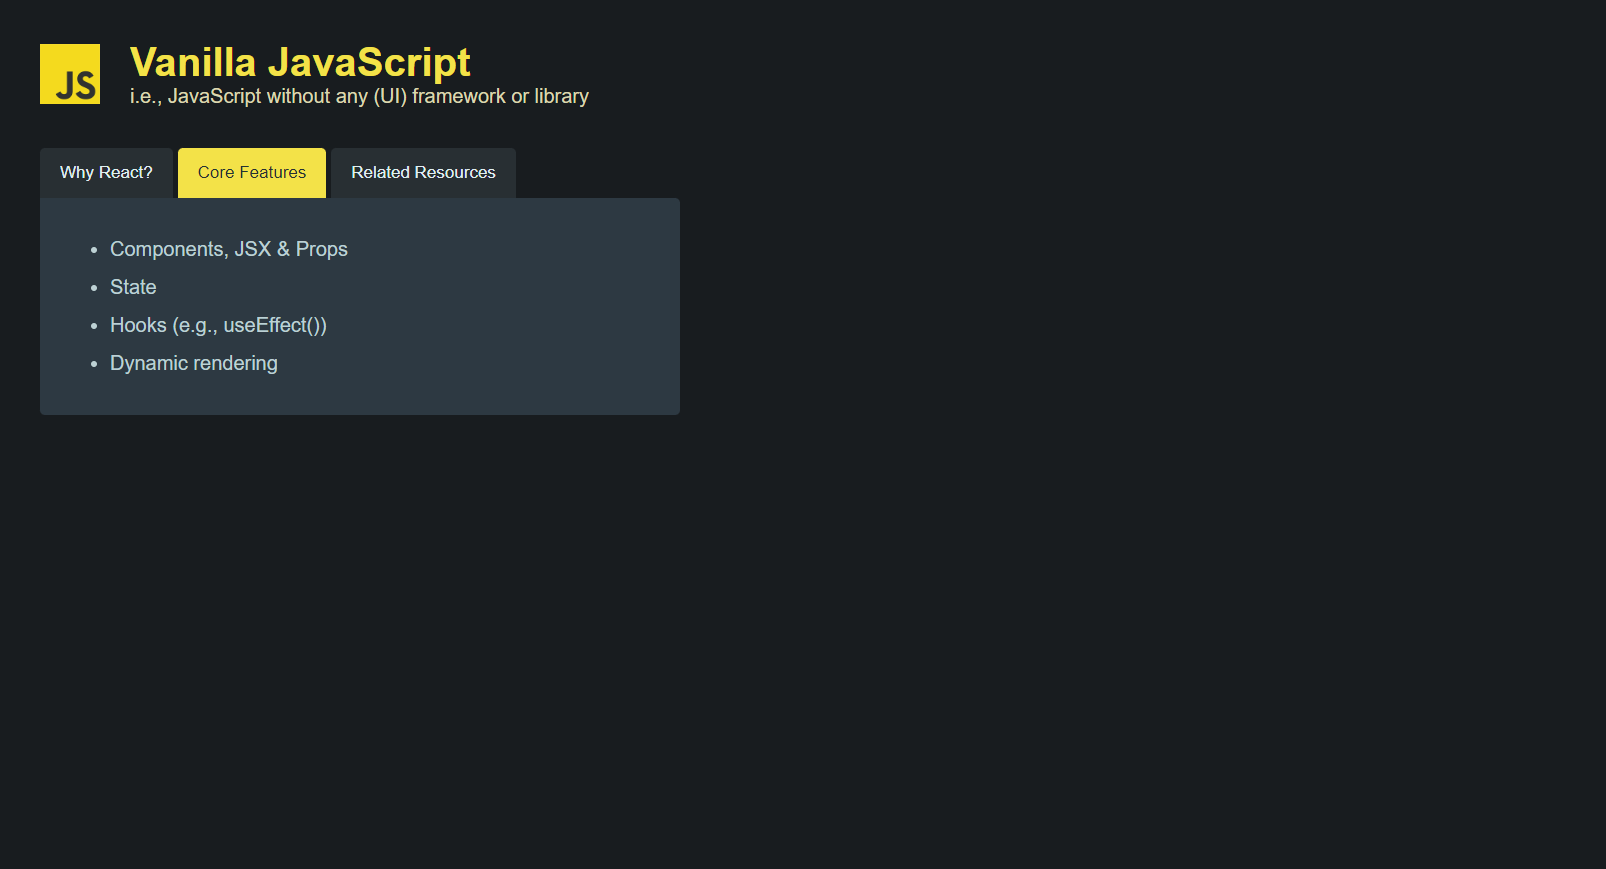 JS
Vanilla JavaScript
i.e., JavaScript without any (UI) framework or library
Why React?
Core Features
Related Resources
• Components, JSX & Props
• State
• Hooks (e.g., useEffect())
• Dynamic rendering